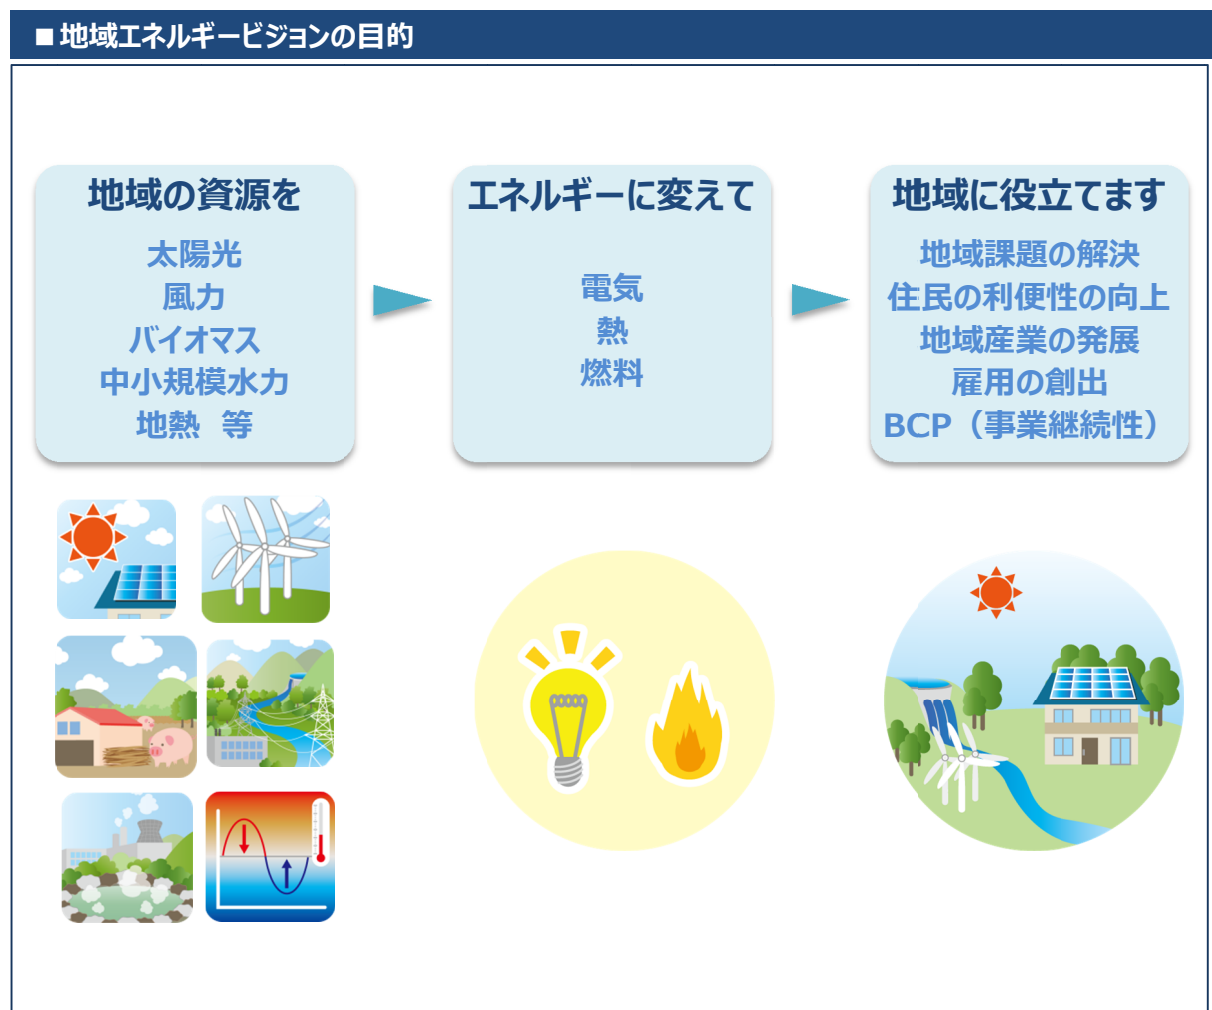 ■地域エネルギービジョンの目的
地域の資源を
太陽光
風力
バイオマス
中小規模水力
地熱　等
エネルギーに変えて
電気
熱
燃料
地域に役立てます
地域課題の解決
住民の利便性の向上
地域産業の発展
雇用の創出
BCP（事業継続性）